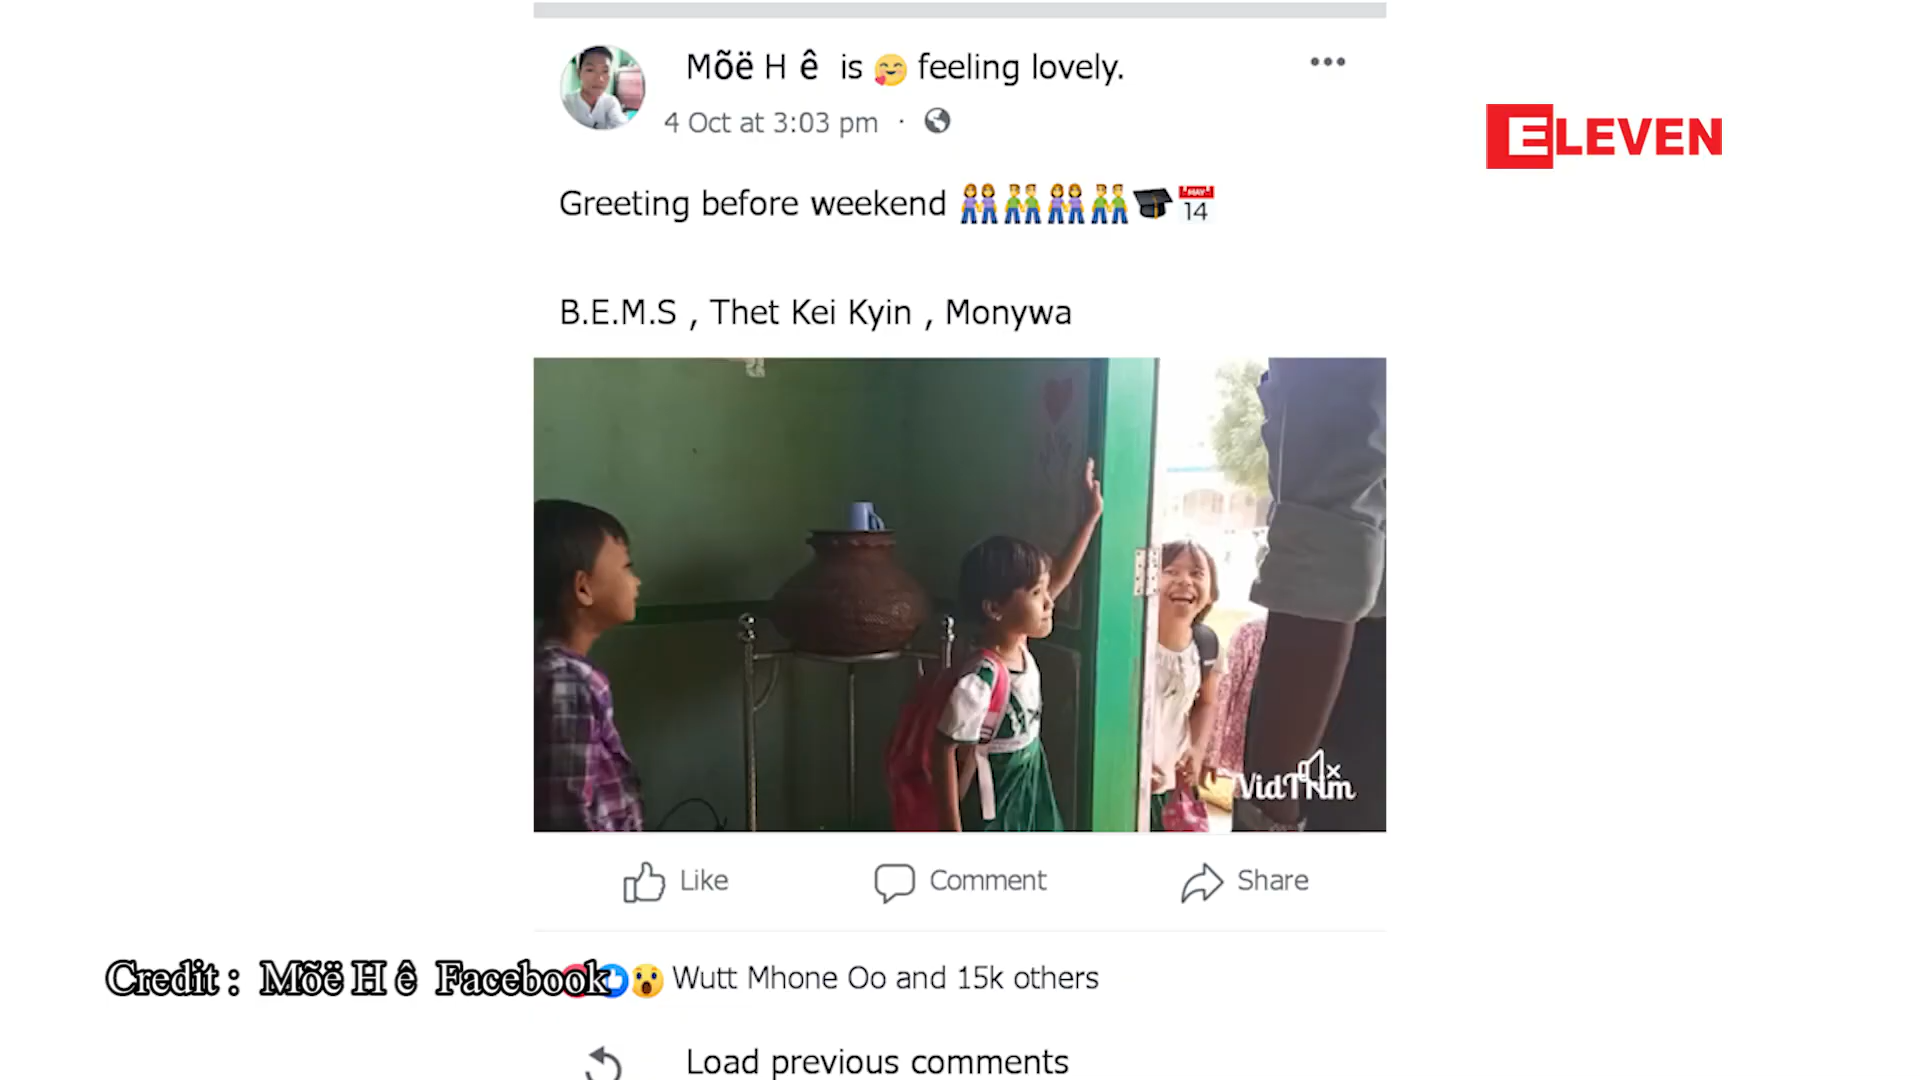 Mõë H ê is feeling lovely.
4 Oct at 3:03 pm ·
ELEVEN
Greeting before weekend
MAY
14
B.E.M.S , Thet Kei Kyin , Monywa
VidTrim
Like Comment Share
Credit : Mõë H ê Facebook
Wutt Mhone Oo and 15k others
Load previous comments